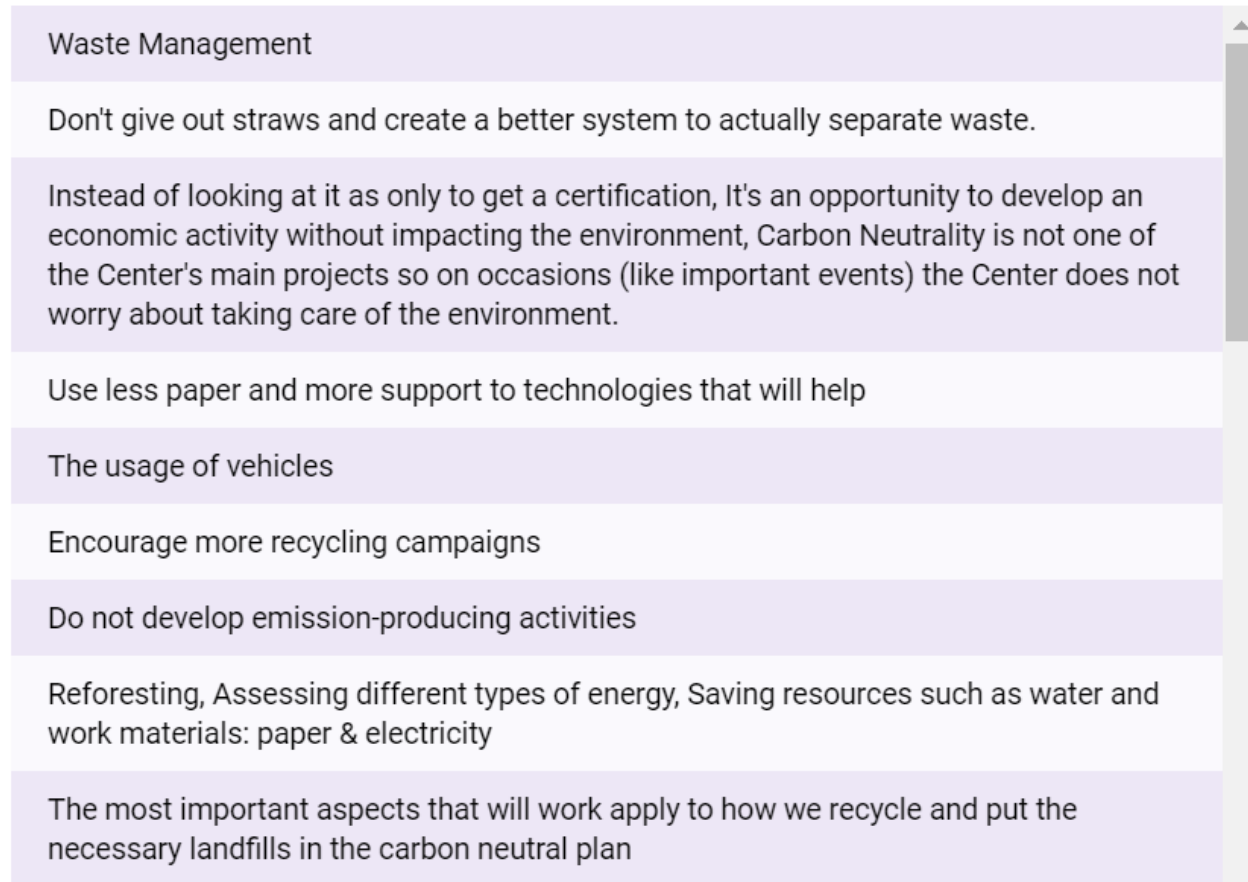 Waste Management
Don't give out straws and create a better system to actually separate waste.
Instead of looking at it as only to get a certification, It's an opportunity to develop an
economic activity without impacting the environment, Carbon Neutrality is not one of
the Center's main projects so on occasions (like important events) the Center does not
worry about taking care of the environment.
Use less paper and more support to technologies that will help
The usage of vehicles
Encourage more recycling campaigns
Do not develop emission-producing activities
Reforesting, Assessing different types of energy, Saving resources such as water and
work materials: paper & electricity
The most important aspects that will work apply to how we recycle and put the
necessary landfills in the carbon neutral plan